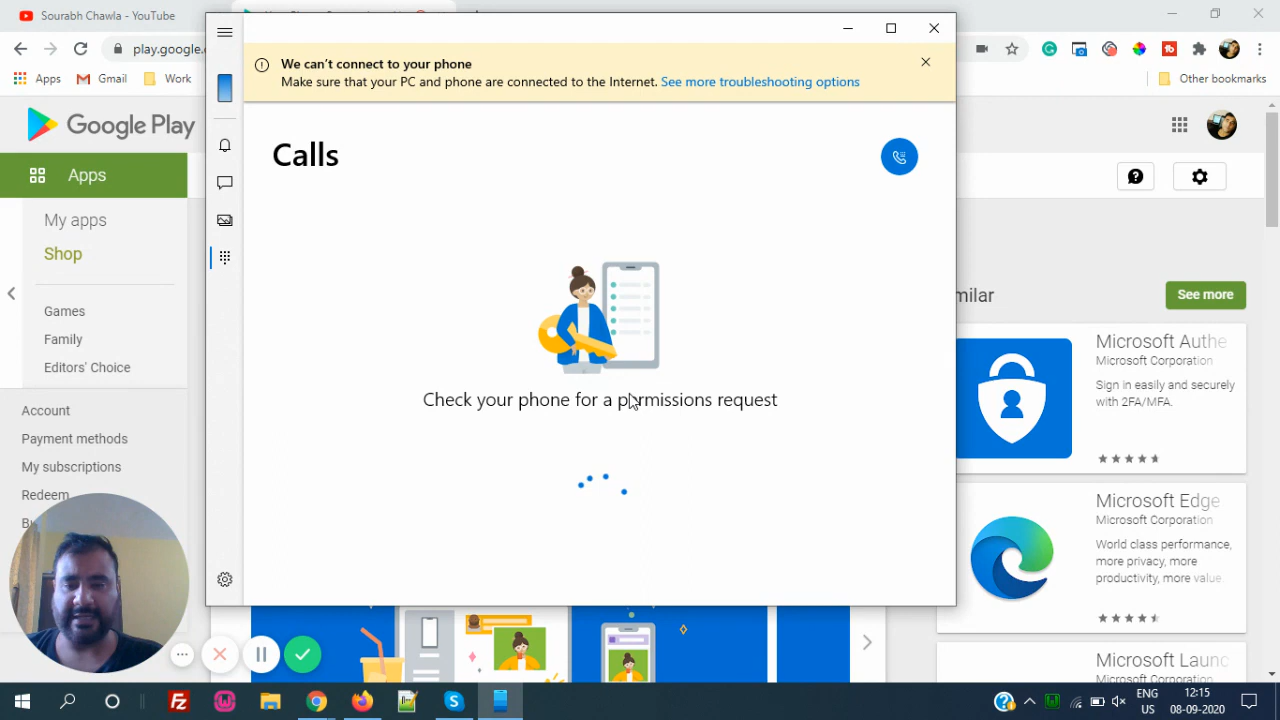 Sourabh Chawla - YouTube
play.google.c
Apps
Gmail
Work
Other bookmarks
We can't connect to your phone
Make sure that your PC and phone are connected to the Internet. See more troubleshooting options
Google Play
Calls
Apps
My apps
Shop
Games
Family
Editors' Choice
Account
Payment methods
My subscriptions
Redeem
Check your phone for a permissions request
milar
See more
Microsoft Authe
Microsoft Corporation
Sign in easily and securely
with 2FA/MFA.
Microsoft Edge
Microsoft Corporation
World class performance,
more privacy, more
productivity, more value
Microsoft Laun
Microsoft Corporation
ENG
US
12:15
08-09-2020